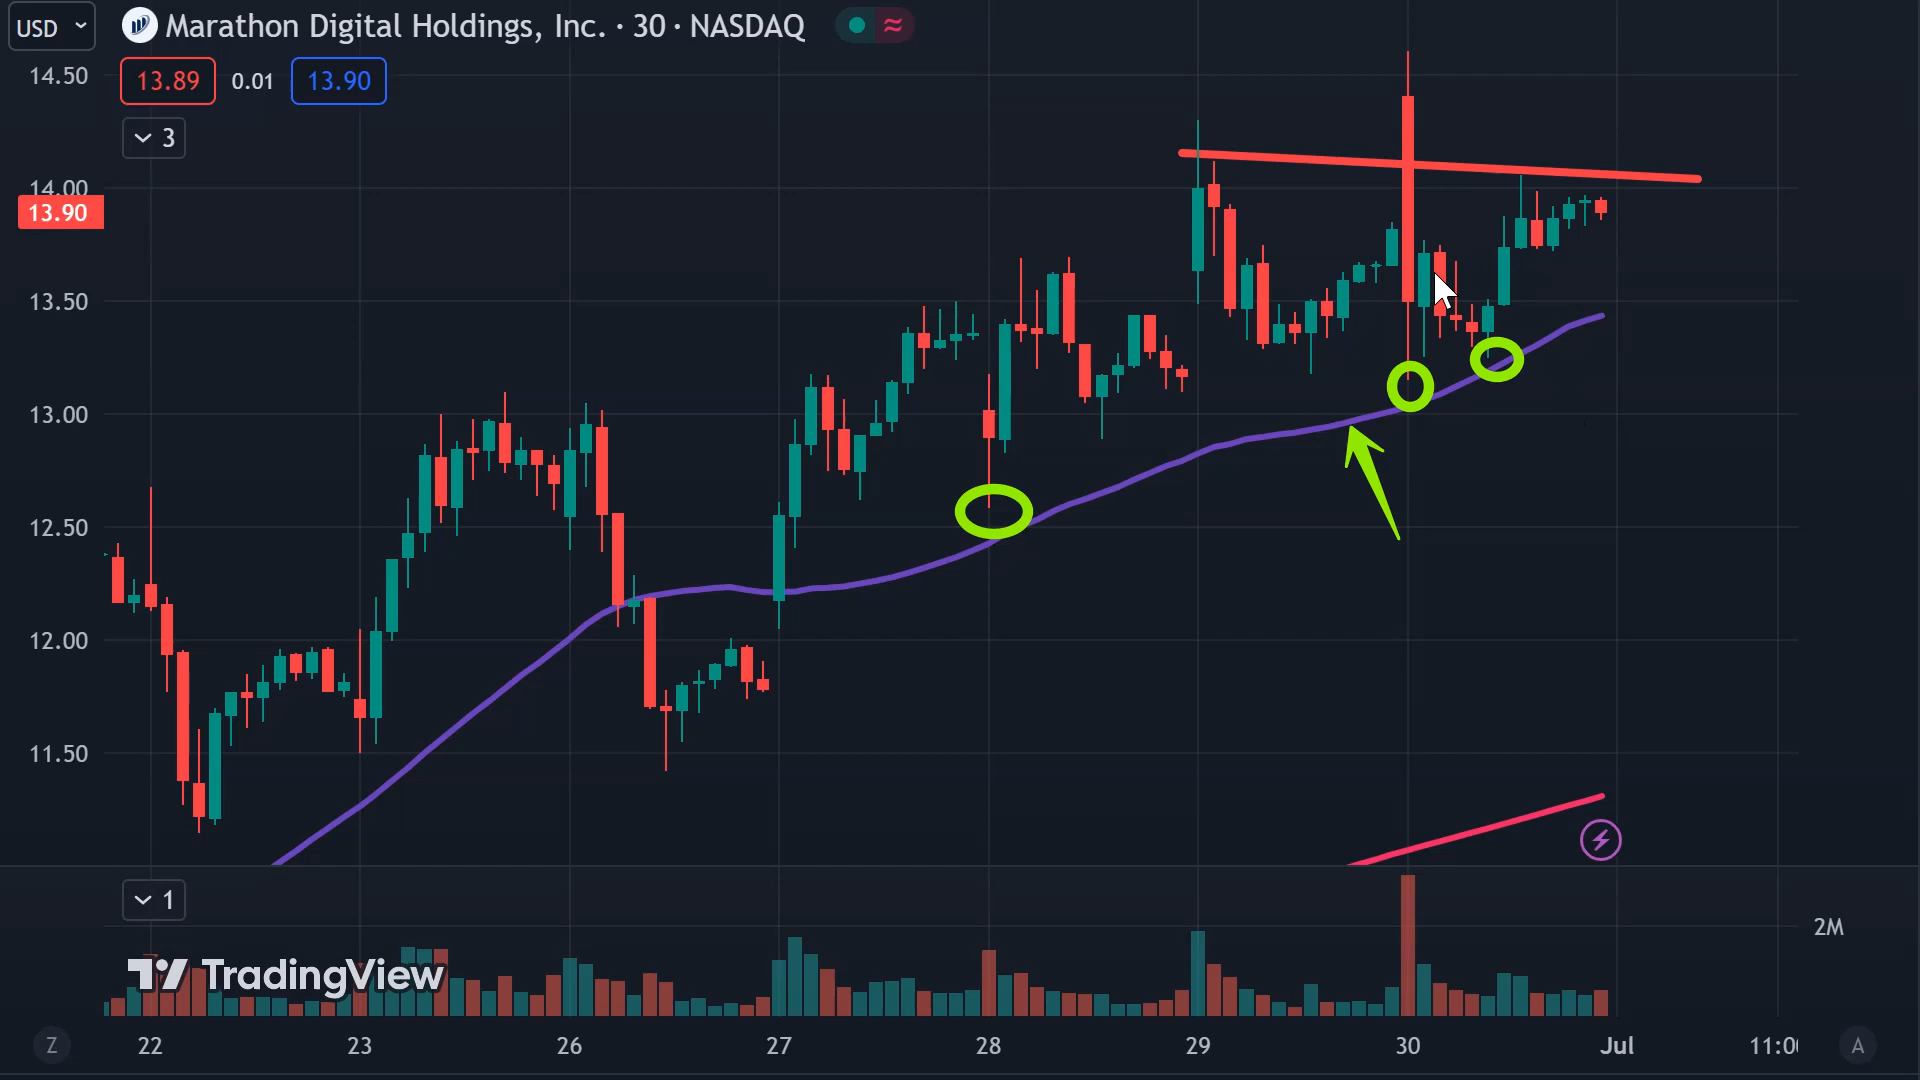 USD
Marathon Digital Holdings, Inc. · 30 · NASDAQ
13.89 0.01 13.90
3
14.50
14.00
13.90
13.50
13.00
12.50
12.00
11.50
1
2M
TradingView
Z 22 23 26 27 28 29 30 Jul 11:00 A